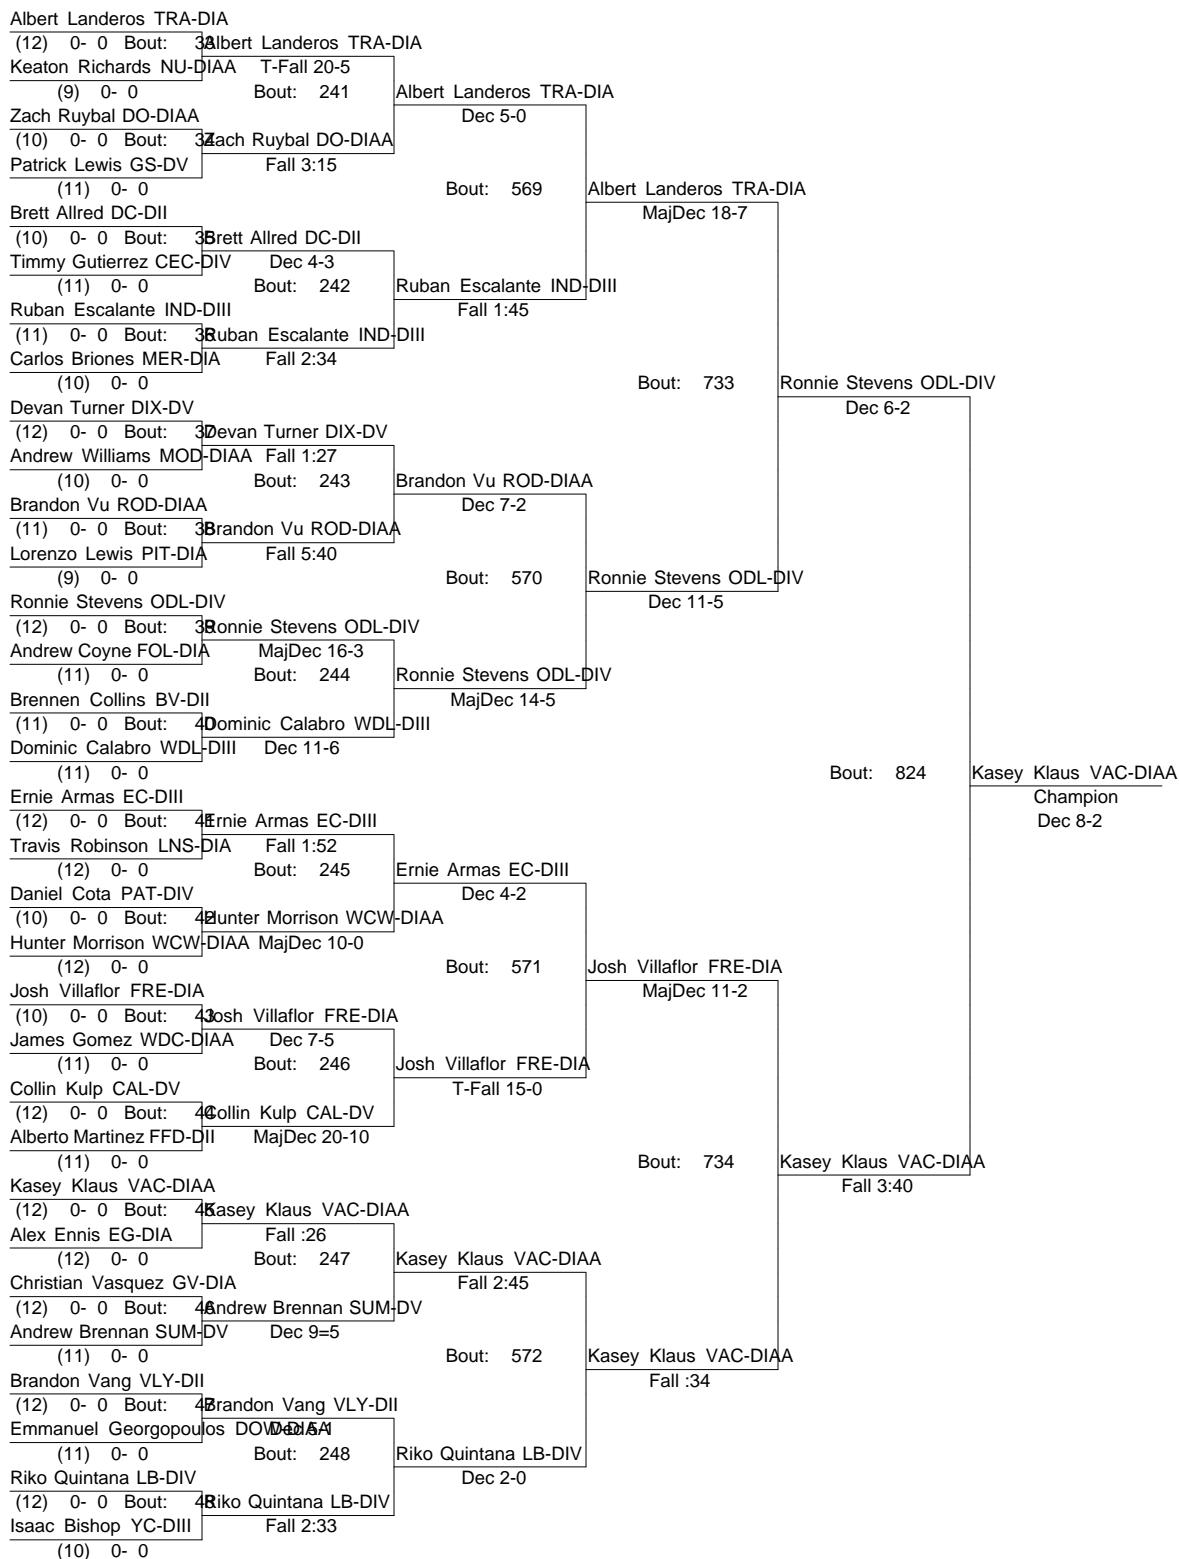 Albert Landeros TRA-DIA
(12) 0- 0 Bout: 33 Albert Landeros TRA-DIA
Keaton Richards NU-DIAA T-Fall 20-5
(9) 0- 0 Bout: 241 Albert Landeros TRA-DIA
Zach Ruybal DO-DIAA Dec 5-0
(10) 0- 0 Bout: 34 Zach Ruybal DO-DIAA
Patrick Lewis GS-DV Fall 3:15
(11) 0- 0 Bout: 569 Albert Landeros TRA-DIA
Brett Allred DC-DII MajDec 18-7
(10) 0- 0 Bout: 35 Brett Allred DC-DII
Timmy Gutierrez CEC-DIV Dec 4-3
(11) 0- 0 Bout: 242 Ruban Escalante IND-DIII
Ruban Escalante IND-DIII Fall 1:45
(11) 0- 0 Bout: 36 Ruban Escalante IND-DIII
Carlos Briones MER-DIA Fall 2:34
(10) 0- 0 Bout: 733 Ronnie Stevens ODL-DIV
Devan Turner DIX-DV Dec 6-2
(12) 0- 0 Bout: 37 Devan Turner DIX-DV
Andrew Williams MOD-DIAA Fall 1:27
(10) 0- 0 Bout: 243 Brandon Vu ROD-DIAA
Brandon Vu ROD-DIAA Dec 7-2
(11) 0- 0 Bout: 38 Brandon Vu ROD-DIAA
Lorenzo Lewis PIT-DIA Fall 5:40
(9) 0- 0 Bout: 570 Ronnie Stevens ODL-DIV
Ronnie Stevens ODL-DIV Dec 11-5
(12) 0- 0 Bout: 39 Ronnie Stevens ODL-DIV
Andrew Coyne FOL-DIA MajDec 16-3
(11) 0- 0 Bout: 244 Ronnie Stevens ODL-DIV
Brennen Collins BV-DII MajDec 14-5
(11) 0- 0 Bout: 40 Dominic Calabro WDL-DIII
Dominic Calabro WDL-DIII Dec 11-6
(11) 0- 0 Bout: 824 Kasey Klaus VAC-DIAA
Ernie Armas EC-DIII Champion
(12) 0- 0 Bout: 41 Ernie Armas EC-DIII Dec 8-2
Travis Robinson LNS-DIA Fall 1:52
(12) 0- 0 Bout: 245 Ernie Armas EC-DIII
Daniel Cota PAT-DIV Dec 4-2
(10) 0- 0 Bout: 42 Hunter Morrison WCW-DIAA
Hunter Morrison WCW-DIAA MajDec 10-0
(12) 0- 0 Bout: 571 Josh Villaflor FRE-DIA
Josh Villaflor FRE-DIA MajDec 11-2
(10) 0- 0 Bout: 43 Josh Villaflor FRE-DIA
James Gomez WDC-DIAA Dec 7-5
(11) 0- 0 Bout: 246 Josh Villaflor FRE-DIA
Collin Kulp CAL-DV T-Fall 15-0
(12) 0- 0 Bout: 44 Collin Kulp CAL-DV
Alberto Martinez FFD-DII MajDec 20-10
(11) 0- 0 Bout: 734 Kasey Klaus VAC-DIAA
Kasey Klaus VAC-DIAA Fall 3:40
(12) 0- 0 Bout: 45 Kasey Klaus VAC-DIAA
Alex Ennis EG-DIA Fall :26
(12) 0- 0 Bout: 247 Kasey Klaus VAC-DIAA
Christian Vasquez GV-DIA Fall 2:45
(12) 0- 0 Bout: 46 Andrew Brennan SUM-DV
Andrew Brennan SUM-DV Dec 9=5
(11) 0- 0 Bout: 572 Kasey Klaus VAC-DIAA
Brandon Vang VLY-DII Fall :34
(12) 0- 0 Bout: 47 Brandon Vang VLY-DII
Emmanuel Georgopoulos DOW-DIAA Dec 5-1
(11) 0- 0 Bout: 248 Riko Quintana LB-DIV
Riko Quintana LB-DIV Dec 2-0
(12) 0- 0 Bout: 48 Riko Quintana LB-DIV
Isaac Bishop YC-DIII Fall 2:33
(10) 0- 0